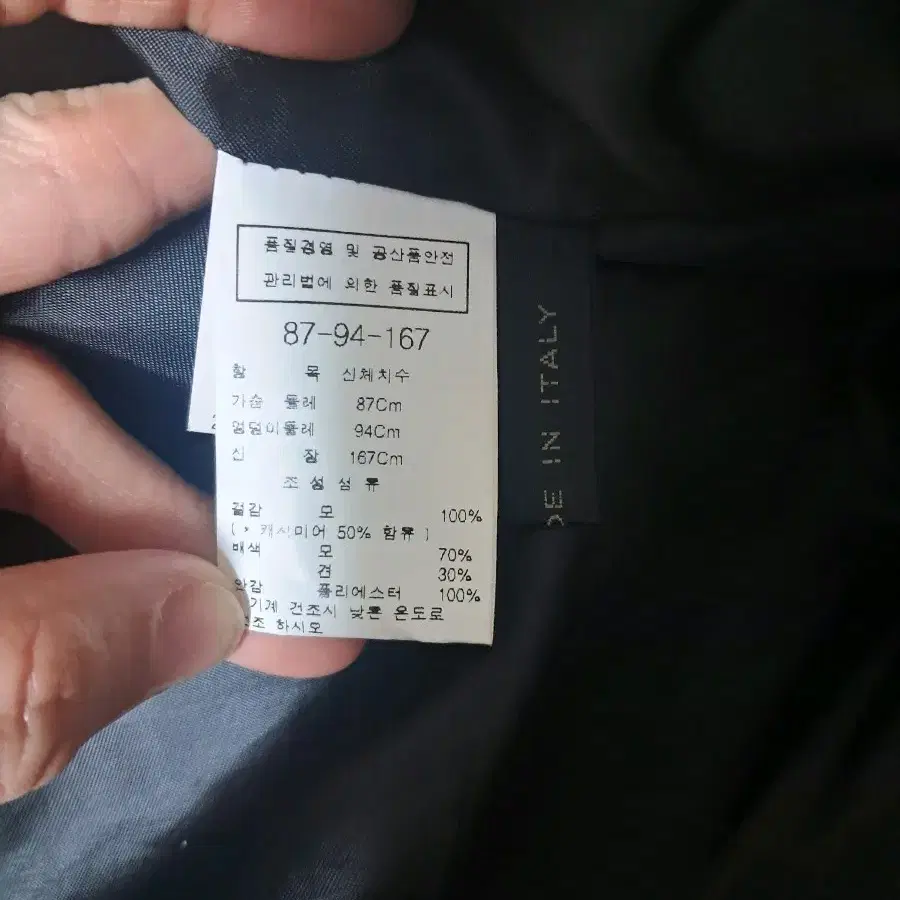 품질경영 및 공산품안전
관리법에 의한 품질표시
87-94-167
항 목 신체치수
가슴 둘레 87Cm
엉덩이둘레 94Cm
신 장 167Cm
조 성 섬 유
겉감 모 100%
( * 캐시미어 50% 함유 )
배색 모 70%
견 30%
안감 폴리에스터 100%
기계 건조시 낮은 온도로
하시오
IN ITALY